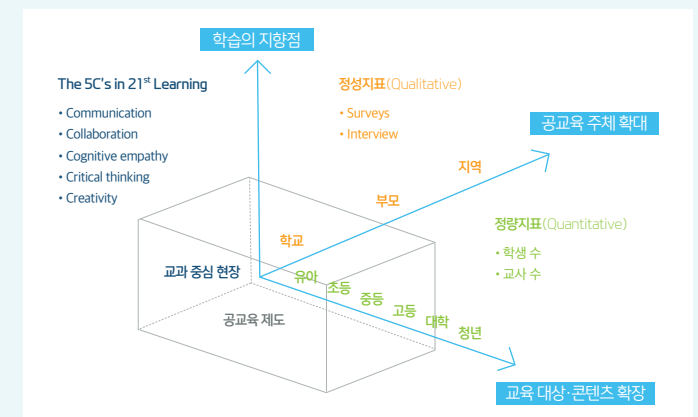 학습의 지향점
The 5C's in 21st Learning
• Communication
• Collaboration
• Cognitive empathy
• Critical thinking
• Creativity
정성지표(Qualitative)
• Surveys
• Interview
공교육 주체 확대
지역
부모
학교
정량지표(Quantitative)
• 학생 수
• 교사 수
교과 중심 현장
공교육 제도
유아
초등
중등
고등
대학
청년
교육 대상·콘텐츠 확장